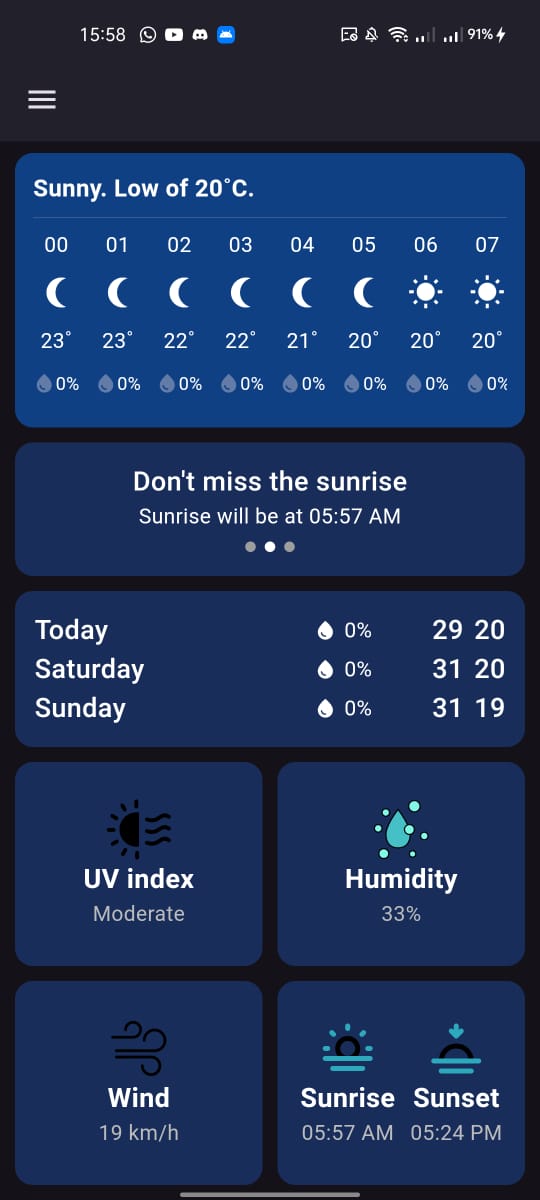 15:58 91%
Sunny. Low of 20°C.
00 01 02 03 04 05 06 07
23° 23° 22° 22° 21° 20° 20° 20°
0% 0% 0% 0% 0% 0% 0% 0%
Don't miss the sunrise
Sunrise will be at 05:57 AM
Today 0% 29 20
Saturday 0% 31 20
Sunday 0% 31 19
UV index Humidity
Moderate 33%
Wind Sunrise Sunset
19 km/h 05:57 AM 05:24 PM